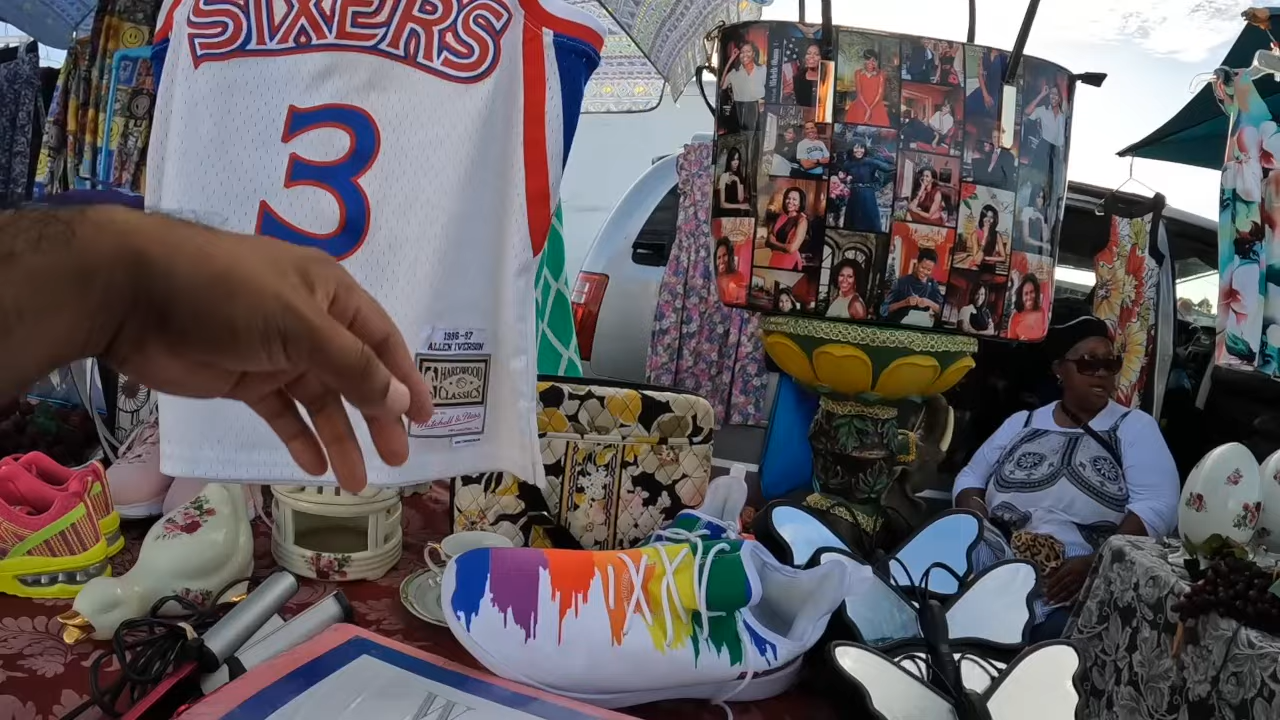 SIXERS
3
1996-97
ALLEN IVERSON
HARDWOOD
CLASSICS
Mitchell & Ness
W